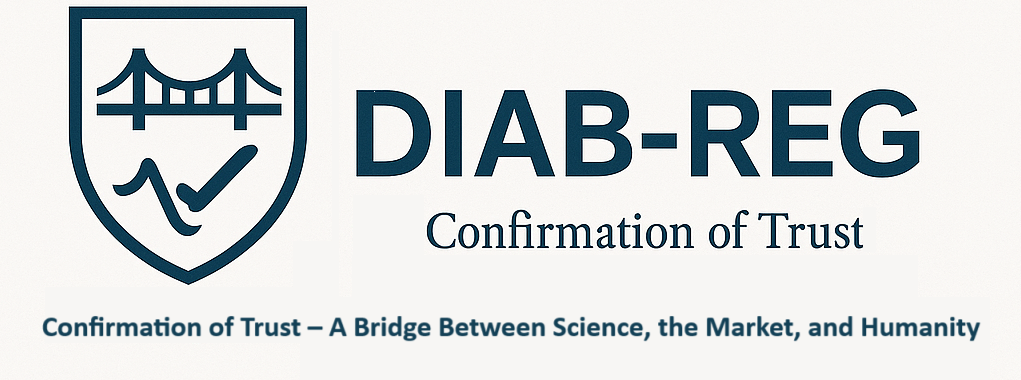 DIAB-REG
Confirmation of Trust
Confirmation of Trust – A Bridge Between Science, the Market, and Humanity